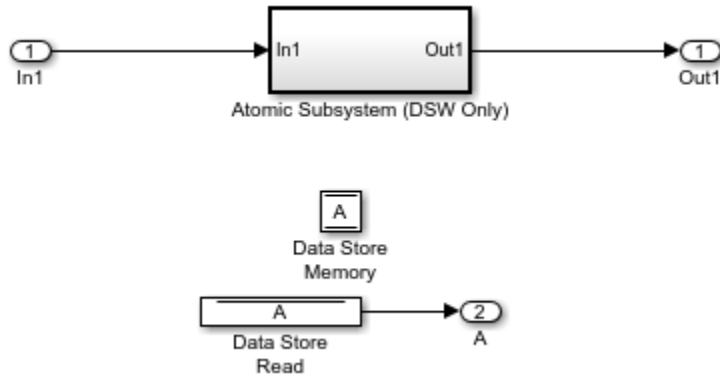 1
In1
In1
Out1
Atomic Subsystem (DSW Only)
1
Out1
A
Data Store
Memory
A
Data Store
Read
2
A